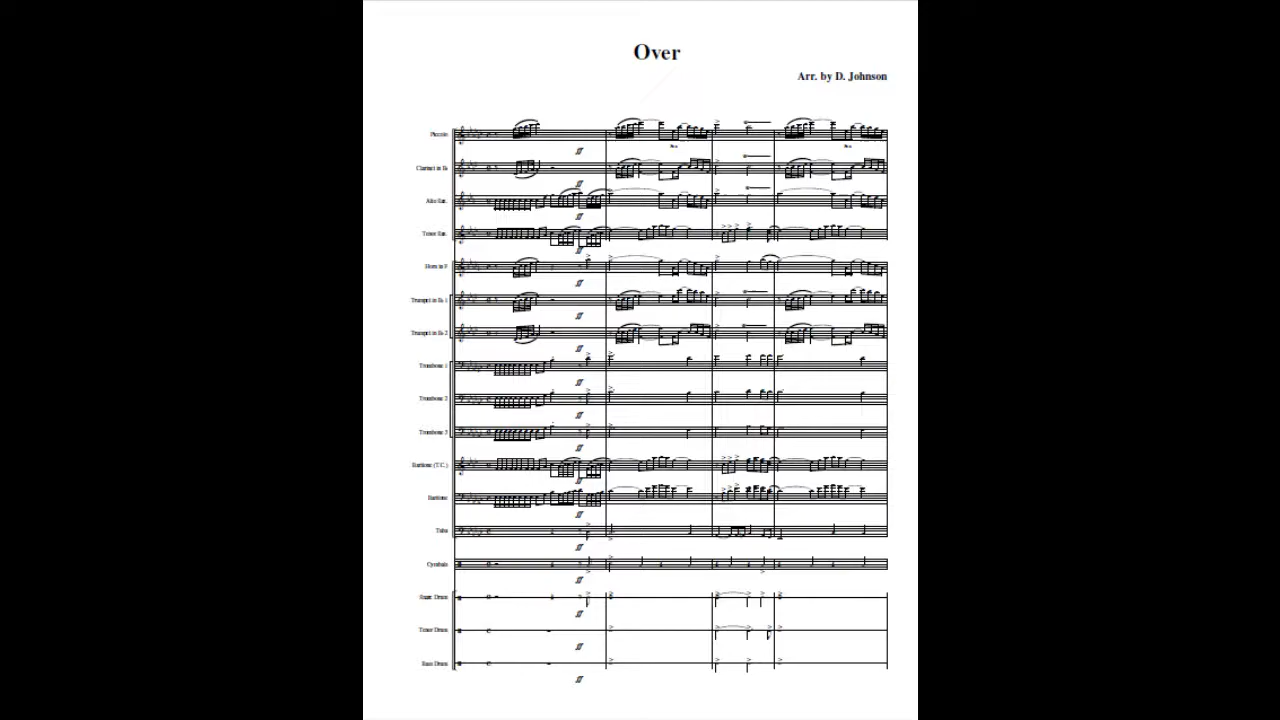 Over
Arr. by D. Johnson
Piccolo
Clarinet in B♭
Alto Sax.
Tenor Sax.
Horn in F
Trumpet in B♭ 1
Trumpet in B♭ 2
Trombone 1
Trombone 2
Trombone 3
Baritone (T.C.)
Baritone
Tuba
Cymbals
Snare Drum
Tenor Drum
Bass Drum